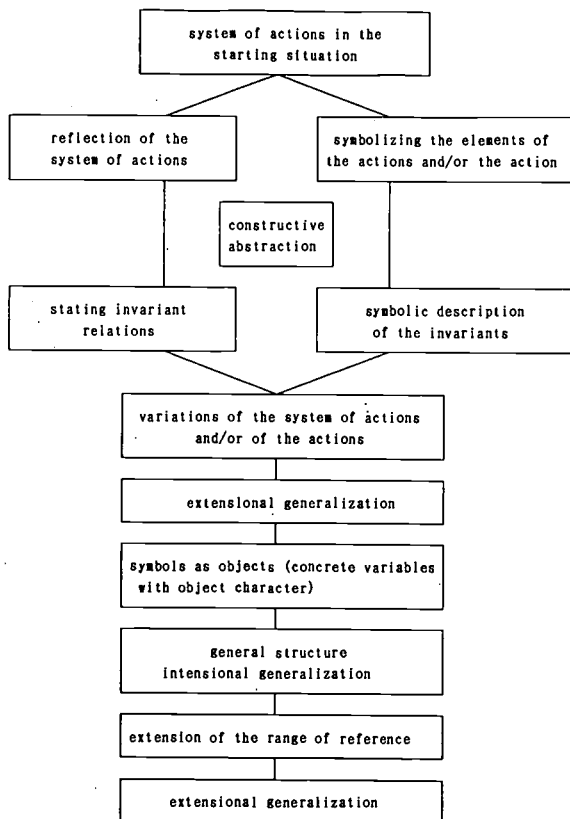 system of actions in the
starting situation
reflection of the
system of actions
symbolizing the elements of
the actions and/or the action
constructive
abstraction
stating invariant
relations
symbolic description
of the invariants
variations of the system of actions
and/or of the actions
extensional generalization
symbols as objects (concrete variables
with object character)
general structure
intensional generalization
extension of the range of reference
extensional generalization